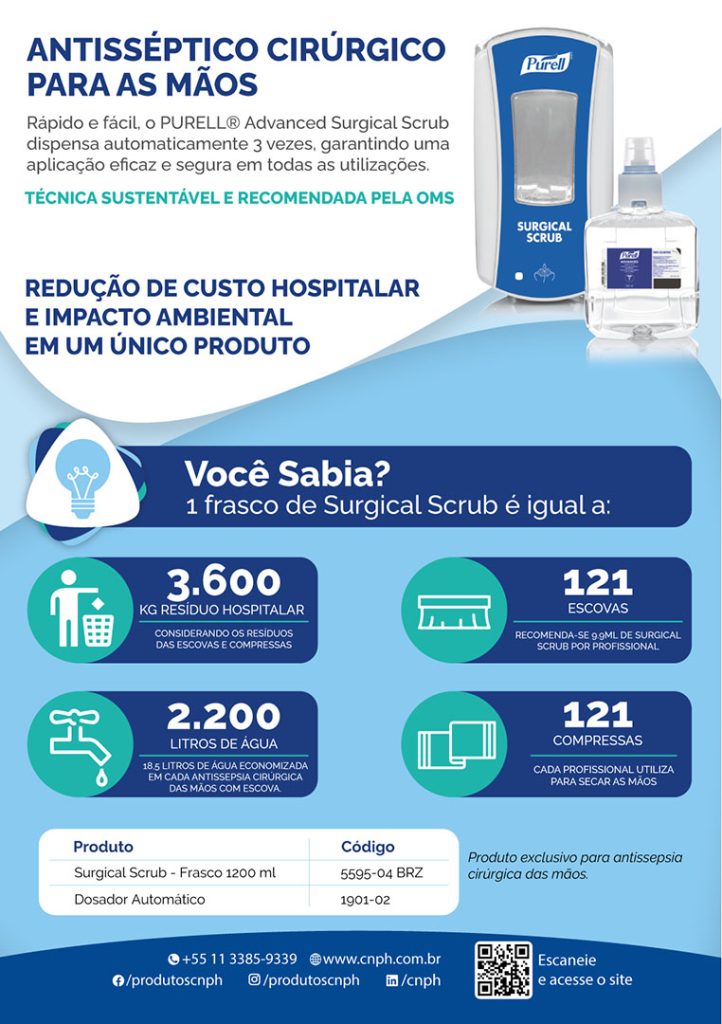 ANTISSÉPTICO CIRÚRGICO
PARA AS MÃOS
Rápido e fácil, o PURELL® Advanced Surgical Scrub
dispensa automaticamente 3 vezes, garantindo uma
aplicação eficaz e segura em todas as utilizações.
TÉCNICA SUSTENTÁVEL E RECOMENDADA PELA OMS
Purell
SURGICAL
SCRUB
Purell
REDUÇÃO DE CUSTO HOSPITALAR
E IMPACTO AMBIENTAL
EM UM ÚNICO PRODUTO
Você Sabia?
1 frasco de Surgical Scrub é igual a:
3.600
KG RESÍDUO HOSPITALAR
CONSIDERANDO OS RESÍDUOS
DAS ESCOVAS E COMPRESSAS
121
ESCOVAS
RECOMENDA-SE 9.9ML DE SURGICAL
SCRUB POR PROFISSIONAL
2.200
LITROS DE ÁGUA
18,5 LITROS DE ÁGUA ECONOMIZADA
EM CADA ANTISSEPSIA CIRÚRGICA
DAS MÃOS COM ESCOVA.
121
COMPRESSAS
CADA PROFISSIONAL UTILIZA
PARA SECAR AS MÃOS
Produto Código
Surgical Scrub - Frasco 1200 ml 5595-04 BRZ
Dosador Automático 1901-02
Produto exclusivo para antissepsia
cirúrgica das mãos.
+55 11 3385-9339 www.cnph.com.br
/produtoscnph /produtoscnph /cnph
Escaneie
e acesse o site